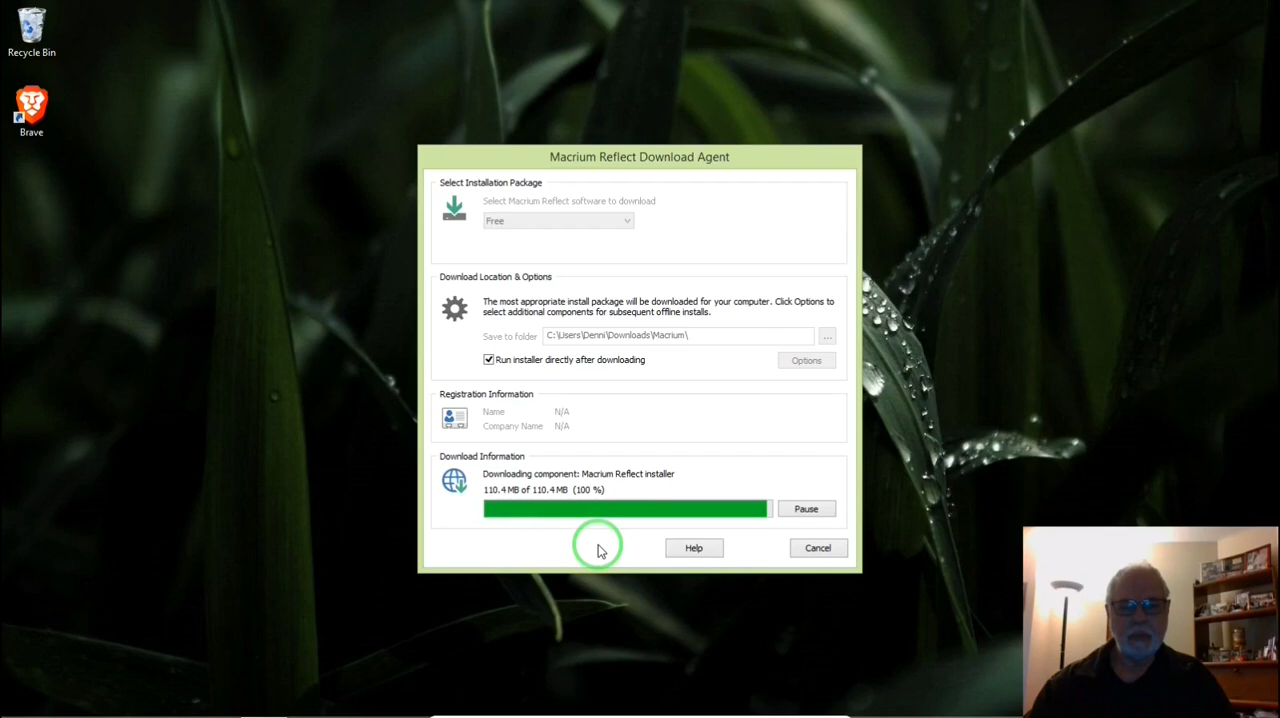 Recycle Bin
Brave
Macrium Reflect Download Agent
Select Installation Package
Select Macrium Reflect software to download
Free
Download Location & Options
The most appropriate install package will be downloaded for your computer. Click Options to
select additional components for subsequent offline installs.
Save to folder C:\Users\Denni\Downloads\Macrium\ ...
Run installer directly after downloading Options
Registration Information
Name N/A
Company Name N/A
Download Information
Downloading component: Macrium Reflect installer
110.4 MB of 110.4 MB (100 %)
Pause
Help Cancel